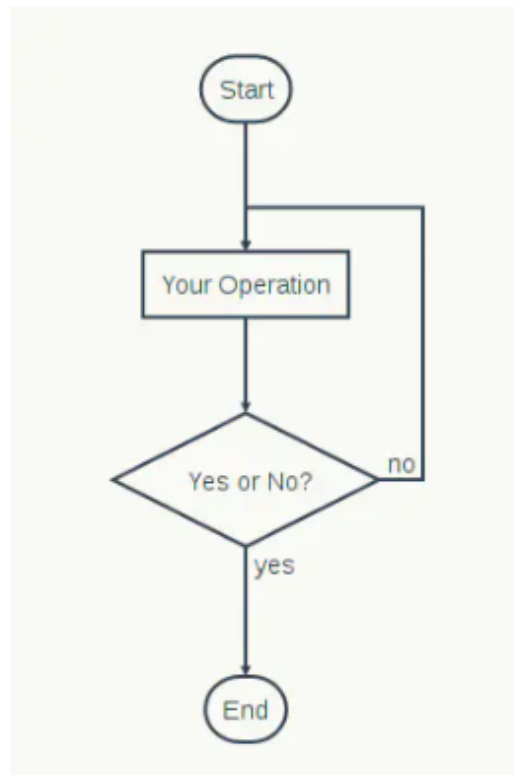 Start
Your Operation
Yes or No?
no
yes
End